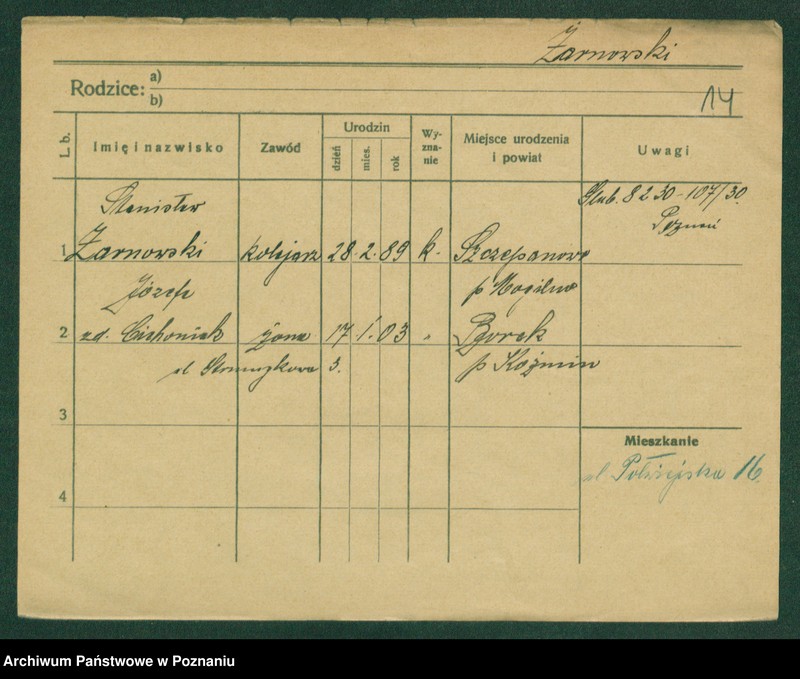 Żarnowski
Rodzice: a)
b)
14
L. b.
Imię i nazwisko
Zawód
Urodzin
dzień
mies.
rok
Wy-
zna-
nie
Miejsce urodzenia
i powiat
Uwagi
Stanisław
Ślub. 8 2 30 - 107/30.
Poznań
1 Żarnowski kolejarz 28. 2. 89 k. Szczepanowo
Józefa p Mogilno
2 zd. Cichoniak żona 17 1. 03 " Borek
ul 3. p Koźmin
3
Mieszkanie
ul 16.
4
Archiwum Państwowe w Poznaniu